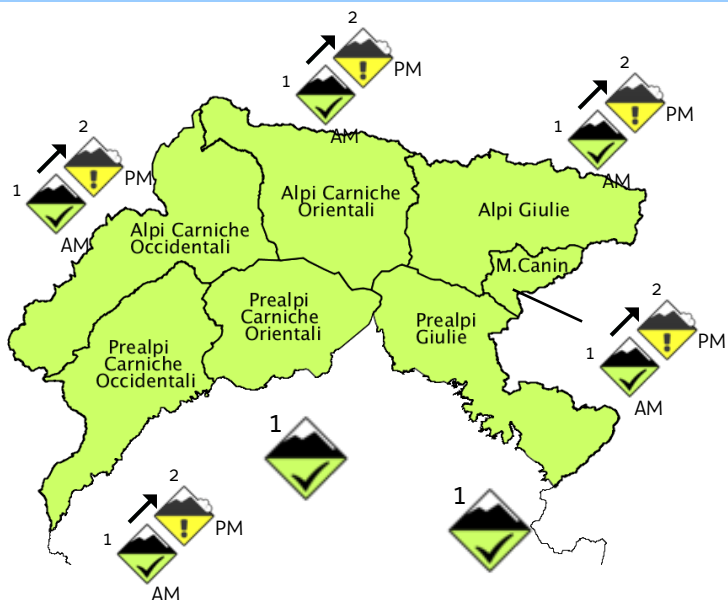 2
PM
1
AM
2
PM
1
AM
2
PM
1
AM
Alpi Carniche
Orientali
Alpi Giulie
Alpi Carniche
Occidentali
M.Canin
Prealpi
Carniche
Orientali
Prealpi
Giulie
2
PM
1
AM
Prealpi
Carniche
Occidentali
1
1
2
PM
1
AM